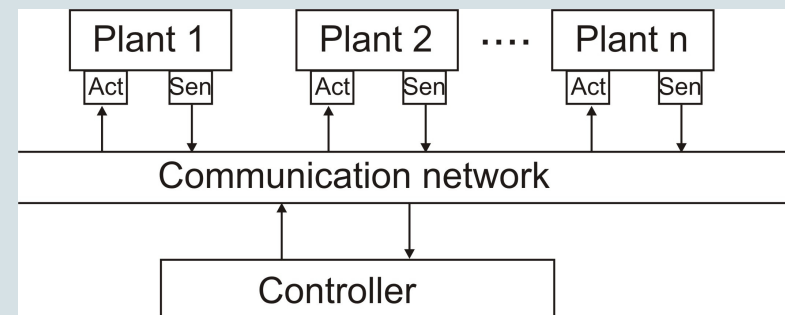 Plant 1 Plant 2 .... Plant n
Act Sen Act Sen Act Sen
Communication network
Controller